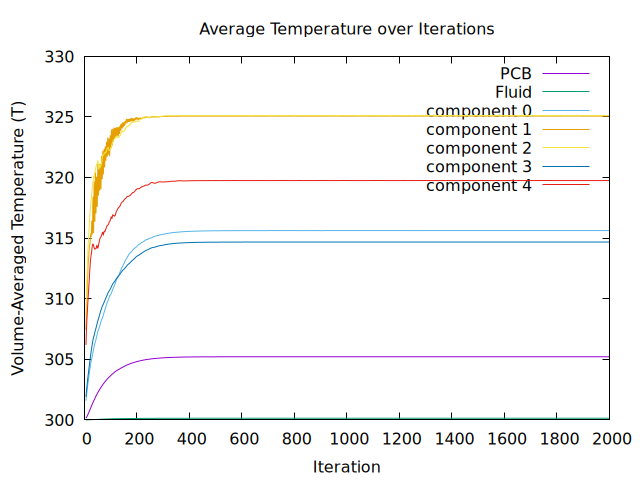 Average Temperature over Iterations
330
325
320
315
310
305
300
Volume-Averaged Temperature (T)
PCB
Fluid
component 0
component 1
component 2
component 3
component 4
0 200 400 600 800 1000 1200 1400 1600 1800 2000
Iteration